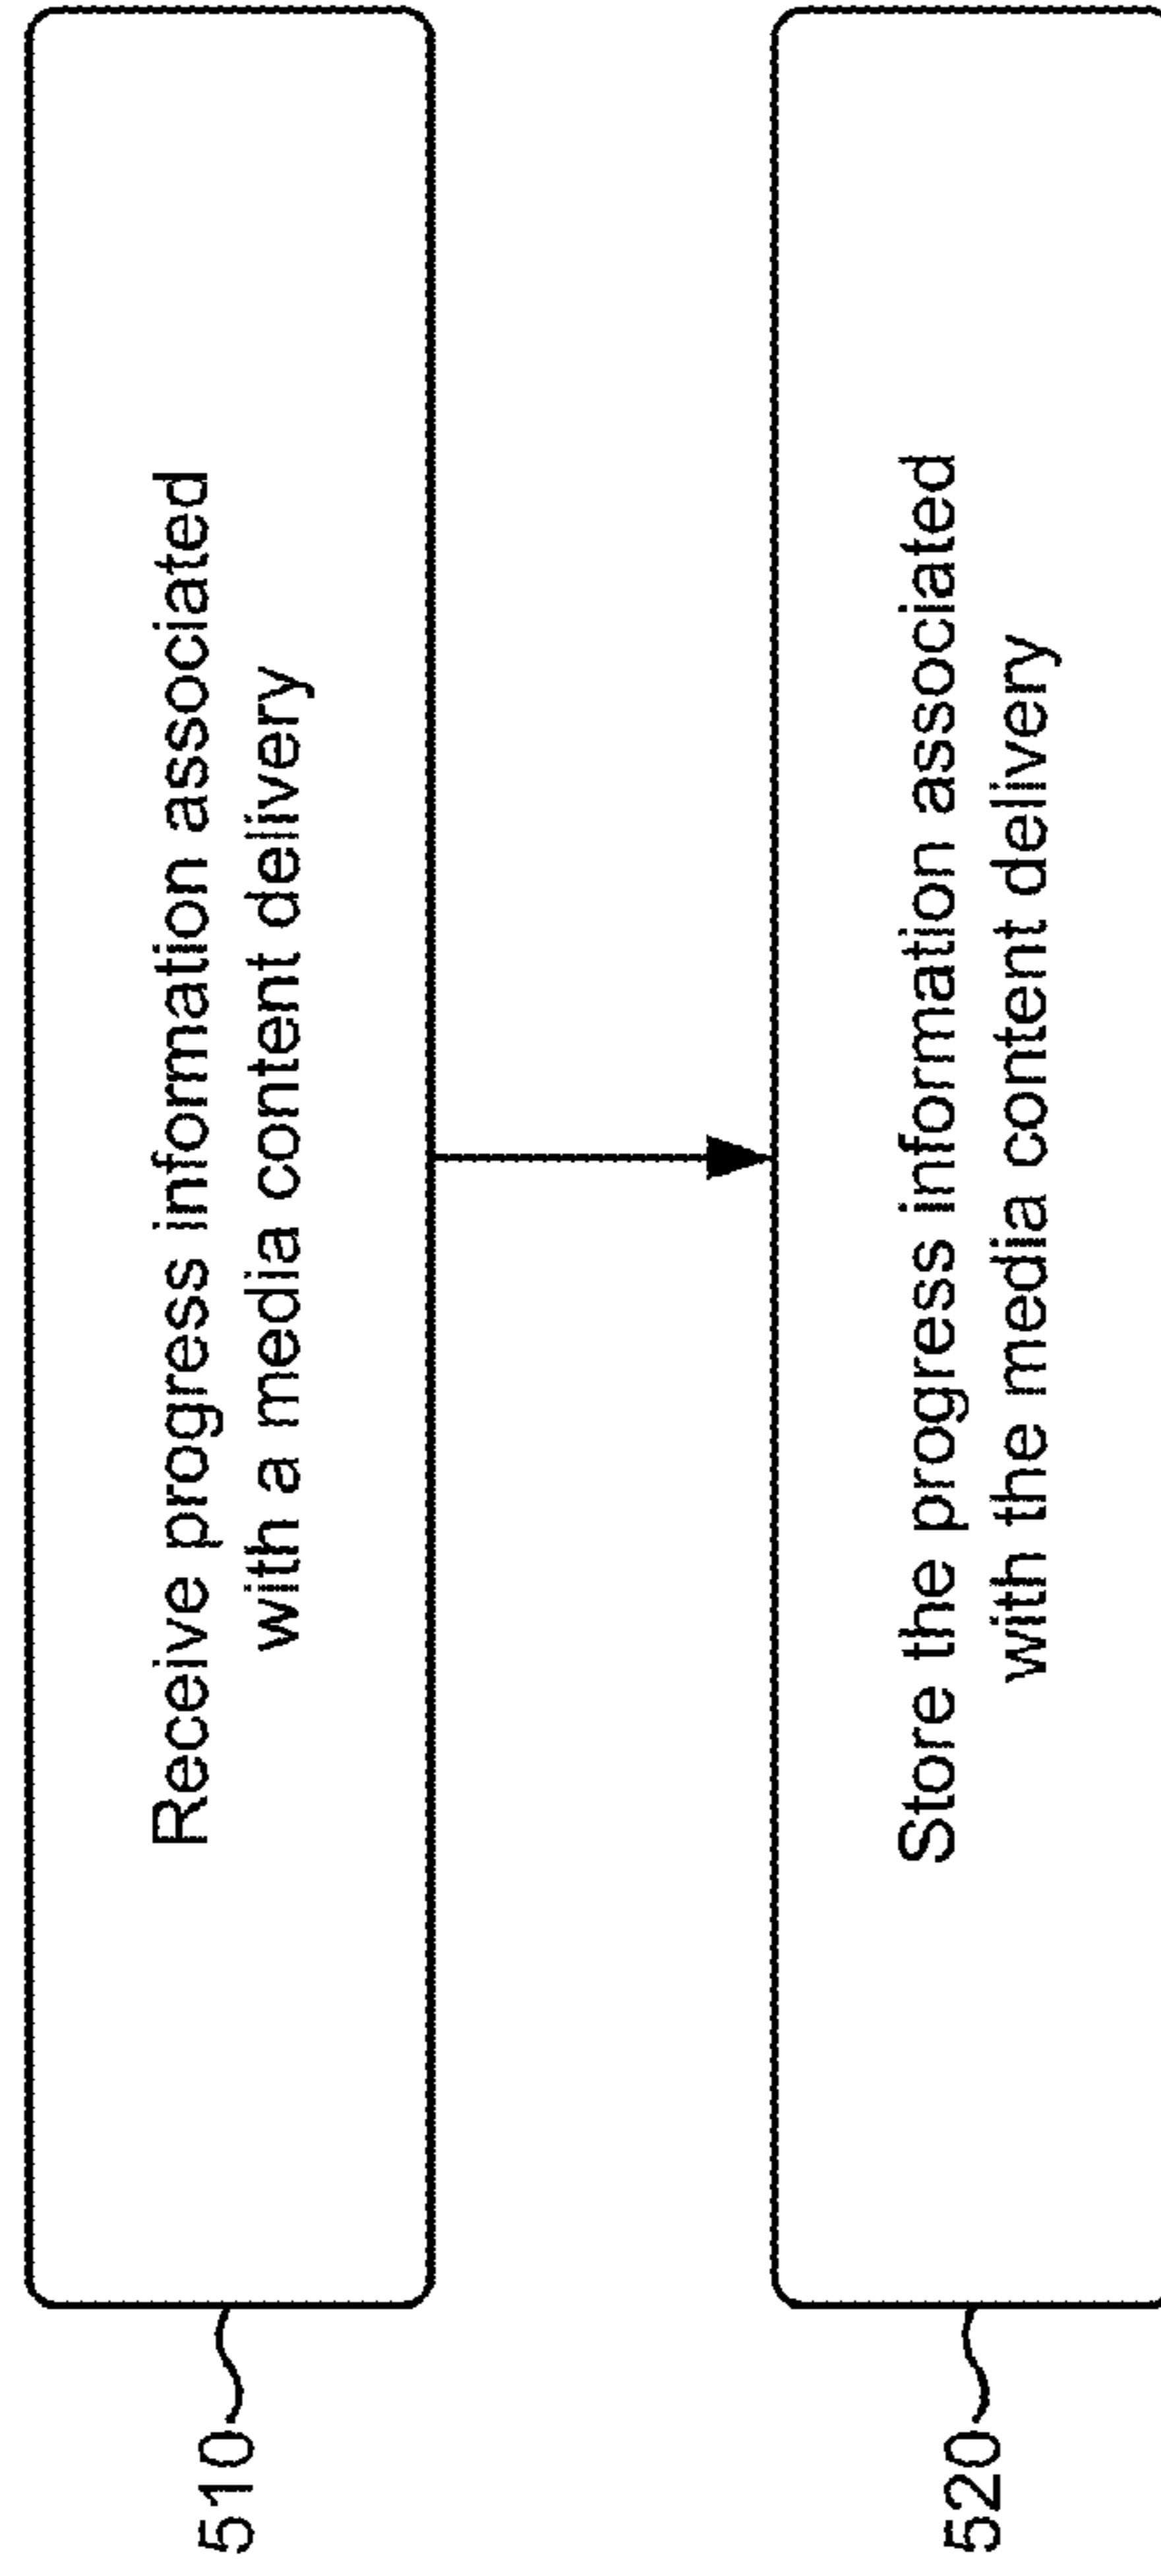 510
Receive progress information associated
with a media content delivery
520
Store the progress information associated
with the media content delivery